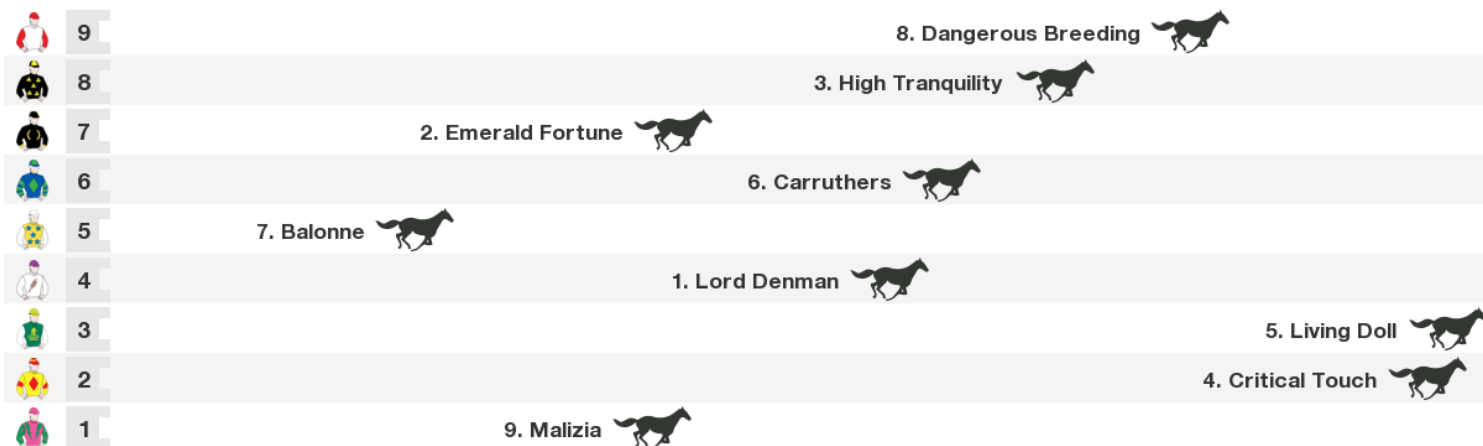 9 8. Dangerous Breeding
8 3. High Tranquility
7 2. Emerald Fortune
6 6. Carruthers
5 7. Balonne
4 1. Lord Denman
3 5. Living Doll
2 4. Critical Touch
1 9. Malizia